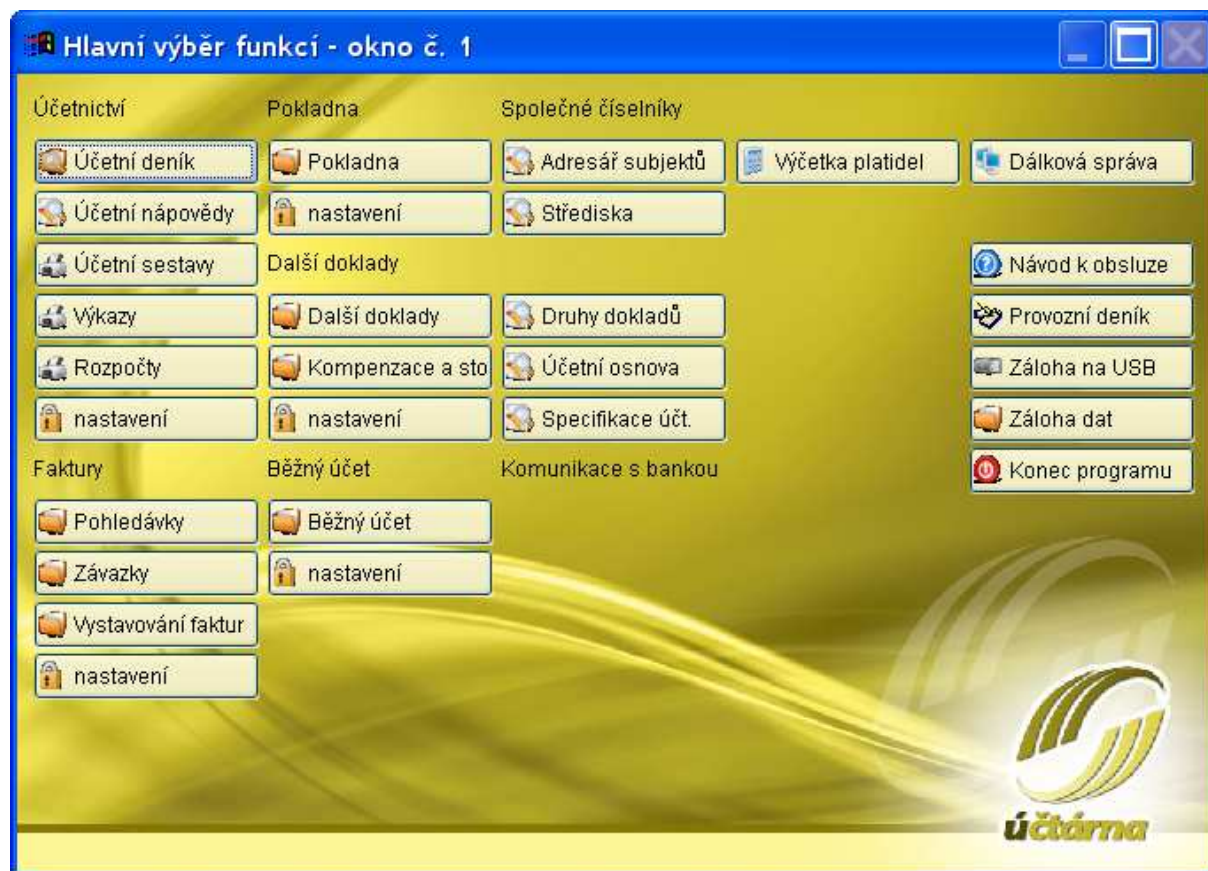 Hlavní výběr funkcí - okno č. 1
Účetnictví Pokladna Společné číselníky
Účetní deník Pokladna Adresář subjektů Výčetka platidel Dálková správa
Účetní nápovědy nastavení Střediska
Účetní sestavy Další doklady Návod k obsluze
Výkazy Další doklady Druhy dokladů Provozní deník
Rozpočty Kompenzace a sto Účetní osnova Záloha na USB
nastavení nastavení Specifikace účt. Záloha dat
Faktury Běžný účet Komunikace s bankou Konec programu
Pohledávky Běžný účet
Závazky nastavení
Vystavování faktur
nastavení
účtárna